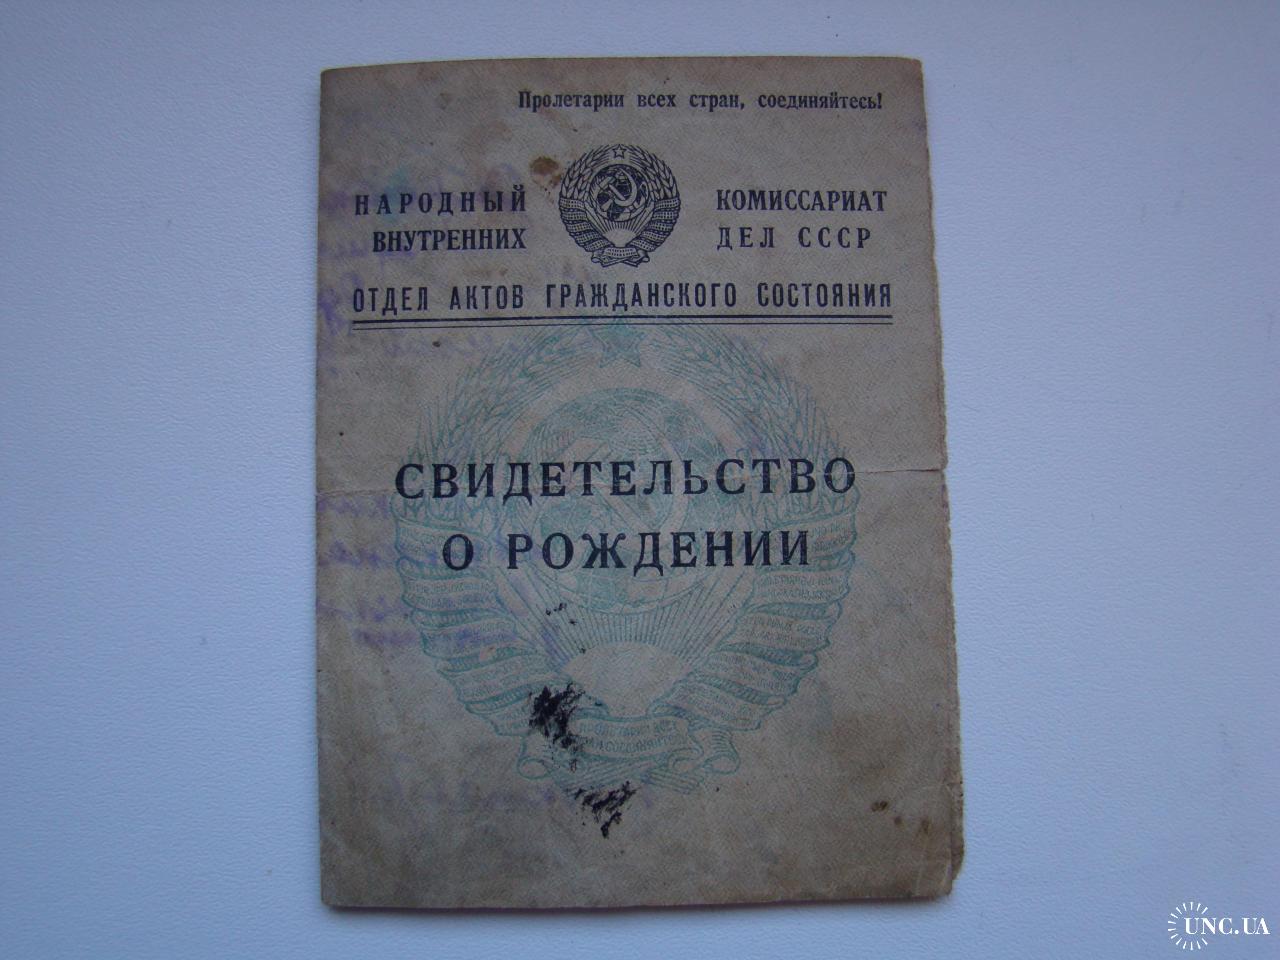 Пролетарии всех стран, соединяйтесь!
НАРОДНЫЙ КОМИССАРИАТ
ВНУТРЕННИХ ДЕЛ СССР
ОТДЕЛ АКТОВ ГРАЖДАНСКОГО СОСТОЯНИЯ
СВИДЕТЕЛЬСТВО
О РОЖДЕНИИ
UNC.UA